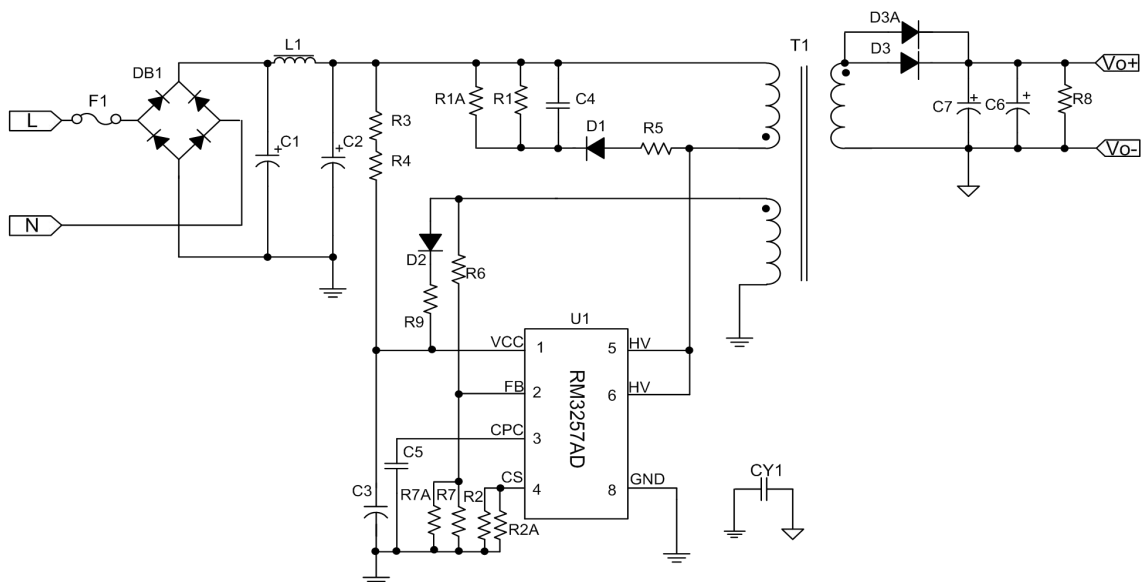 D3A
T1
D3
L1
Vo+
DB1
F1
R1A
R1
C4
C7
C6
R8
L
R3
D1
R5
C1
C2
R4
Vo-
N
D2
R6
R9
U1
VCC
1
5
HV
FB
2
6
HV
RM3257AD
CPC
3
C5
CY1
C3
R7A
R7
R2
CS
4
8
GND
R2A
+
+
+
+